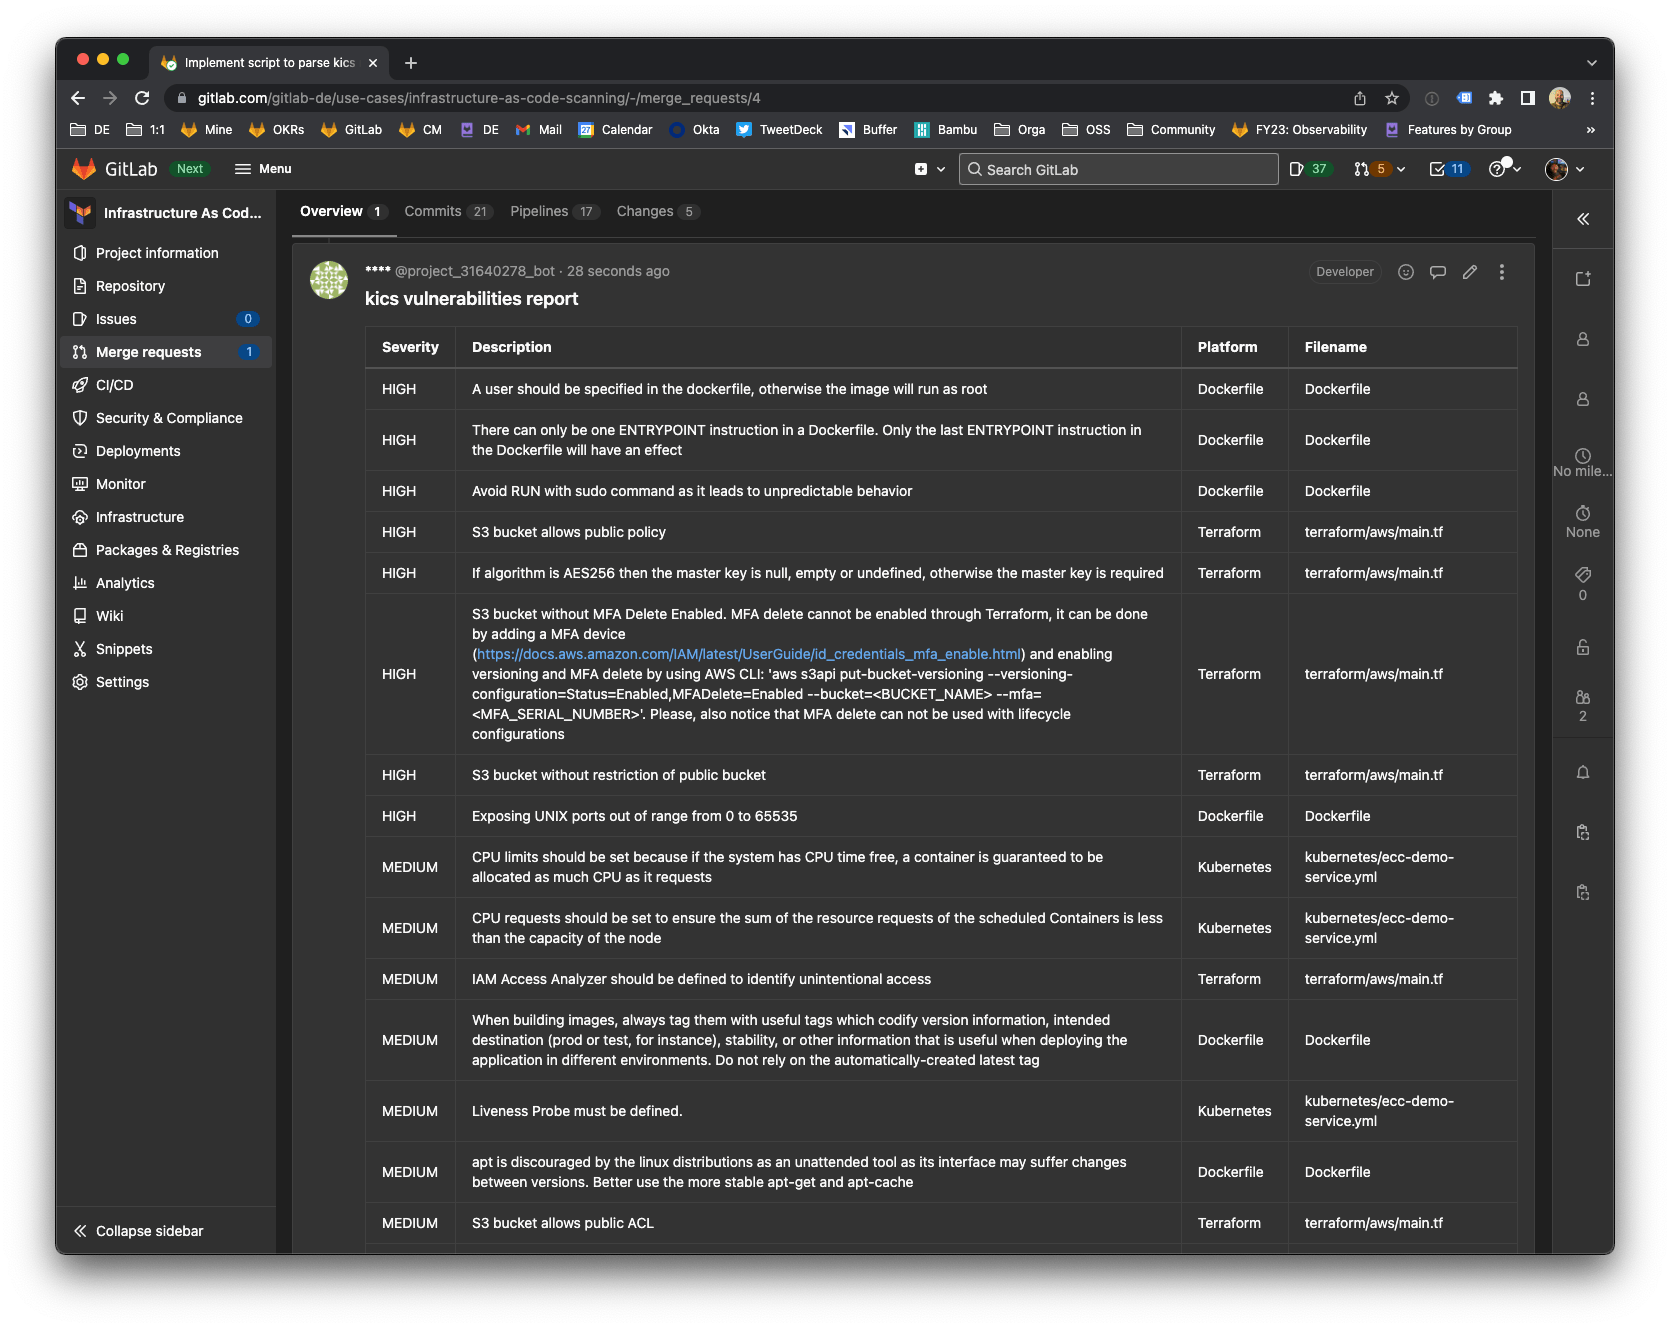 Implement script to parse kics
gitlab.com/gitlab-de/use-cases/infrastructure-as-code-scanning/-/merge_requests/4
DE 1:1 Mine OKRs GitLab CM DE Mail Calendar Okta TweetDeck Buffer Bambu Orga OSS Community FY23: Observability Features by Group »
GitLab Next Menu Search GitLab 37 5 11
Infrastructure As Cod...
Project information
Repository
Issues 0
Merge requests 1
CI/CD
Security & Compliance
Deployments
Monitor
Infrastructure
Packages & Registries
Analytics
Wiki
Snippets
Settings
Collapse sidebar
Overview 1 Commits 21 Pipelines 17 Changes 5
**** @project_31640278_bot · 28 seconds ago Developer
kics vulnerabilities report
Severity Description Platform Filename
HIGH A user should be specified in the dockerfile, otherwise the image will run as root Dockerfile Dockerfile
HIGH There can only be one ENTRYPOINT instruction in a Dockerfile. Only the last ENTRYPOINT instruction in
the Dockerfile will have an effect Dockerfile Dockerfile
HIGH Avoid RUN with sudo command as it leads to unpredictable behavior Dockerfile Dockerfile
HIGH S3 bucket allows public policy Terraform terraform/aws/main.tf
HIGH If algorithm is AES256 then the master key is null, empty or undefined, otherwise the master key is required Terraform terraform/aws/main.tf
HIGH S3 bucket without MFA Delete Enabled. MFA delete cannot be enabled through Terraform, it can be done
by adding a MFA device
(https://docs.aws.amazon.com/IAM/latest/UserGuide/id_credentials_mfa_enable.html) and enabling
versioning and MFA delete by using AWS CLI: 'aws s3api put-bucket-versioning --versioning-
configuration=Status=Enabled,MFADelete=Enabled --bucket=<BUCKET_NAME> --mfa=
<MFA_SERIAL_NUMBER>'. Please, also notice that MFA delete can not be used with lifecycle
configurations Terraform terraform/aws/main.tf
HIGH S3 bucket without restriction of public bucket Terraform terraform/aws/main.tf
HIGH Exposing UNIX ports out of range from 0 to 65535 Dockerfile Dockerfile
MEDIUM CPU limits should be set because if the system has CPU time free, a container is guaranteed to be
allocated as much CPU as it requests Kubernetes kubernetes/ecc-demo-
service.yml
MEDIUM CPU requests should be set to ensure the sum of the resource requests of the scheduled Containers is less
than the capacity of the node Kubernetes kubernetes/ecc-demo-
service.yml
MEDIUM IAM Access Analyzer should be defined to identify unintentional access Terraform terraform/aws/main.tf
MEDIUM When building images, always tag them with useful tags which codify version information, intended
destination (prod or test, for instance), stability, or other information that is useful when deploying the
application in different environments. Do not rely on the automatically-created latest tag Dockerfile Dockerfile
MEDIUM Liveness Probe must be defined. Kubernetes kubernetes/ecc-demo-
service.yml
MEDIUM apt is discouraged by the linux distributions as an unattended tool as its interface may suffer changes
between versions. Better use the more stable apt-get and apt-cache Dockerfile Dockerfile
MEDIUM S3 bucket allows public ACL Terraform terraform/aws/main.tf
No mile...
None
0
2